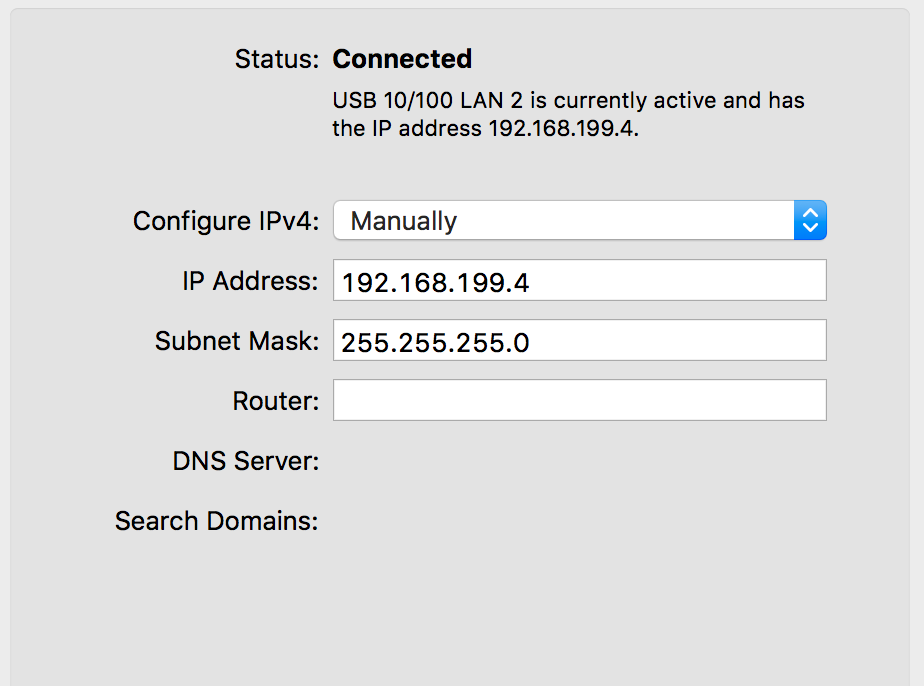 Status: Connected
USB 10/100 LAN 2 is currently active and has
the IP address 192.168.199.4.
Configure IPv4: Manually
IP Address: 192.168.199.4
Subnet Mask: 255.255.255.0
Router:
DNS Server:
Search Domains: